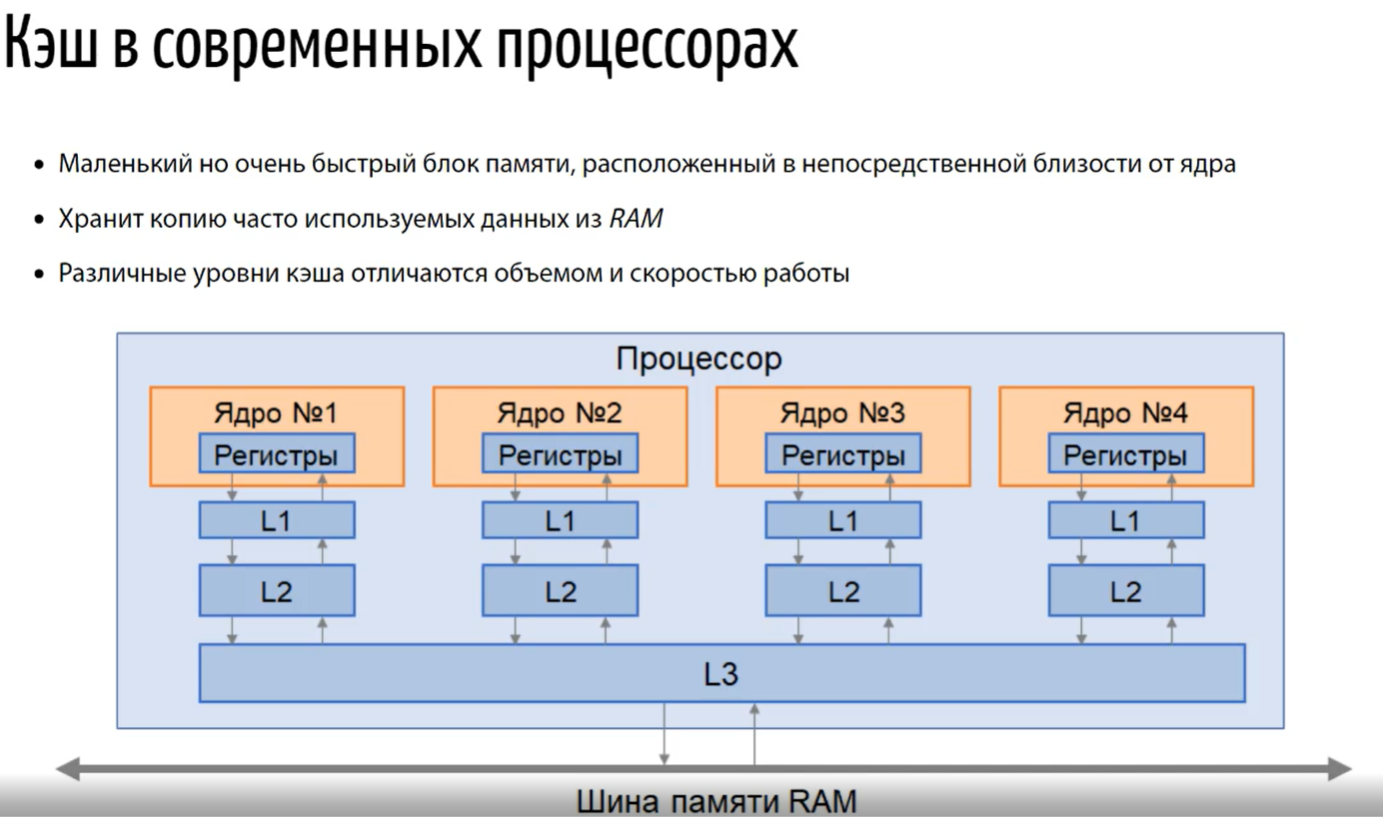 Кэш в современных процессорах
• Маленький но очень быстрый блок памяти, расположенный в непосредственной близости от ядра
• Хранит копию часто используемых данных из RAM
• Различные уровни кэша отличаются объемом и скоростью работы
Процессор
Ядро №1 Ядро №2 Ядро №3 Ядро №4
Регистры Регистры Регистры Регистры
L1 L1 L1 L1
L2 L2 L2 L2
L3
Шина памяти RAM